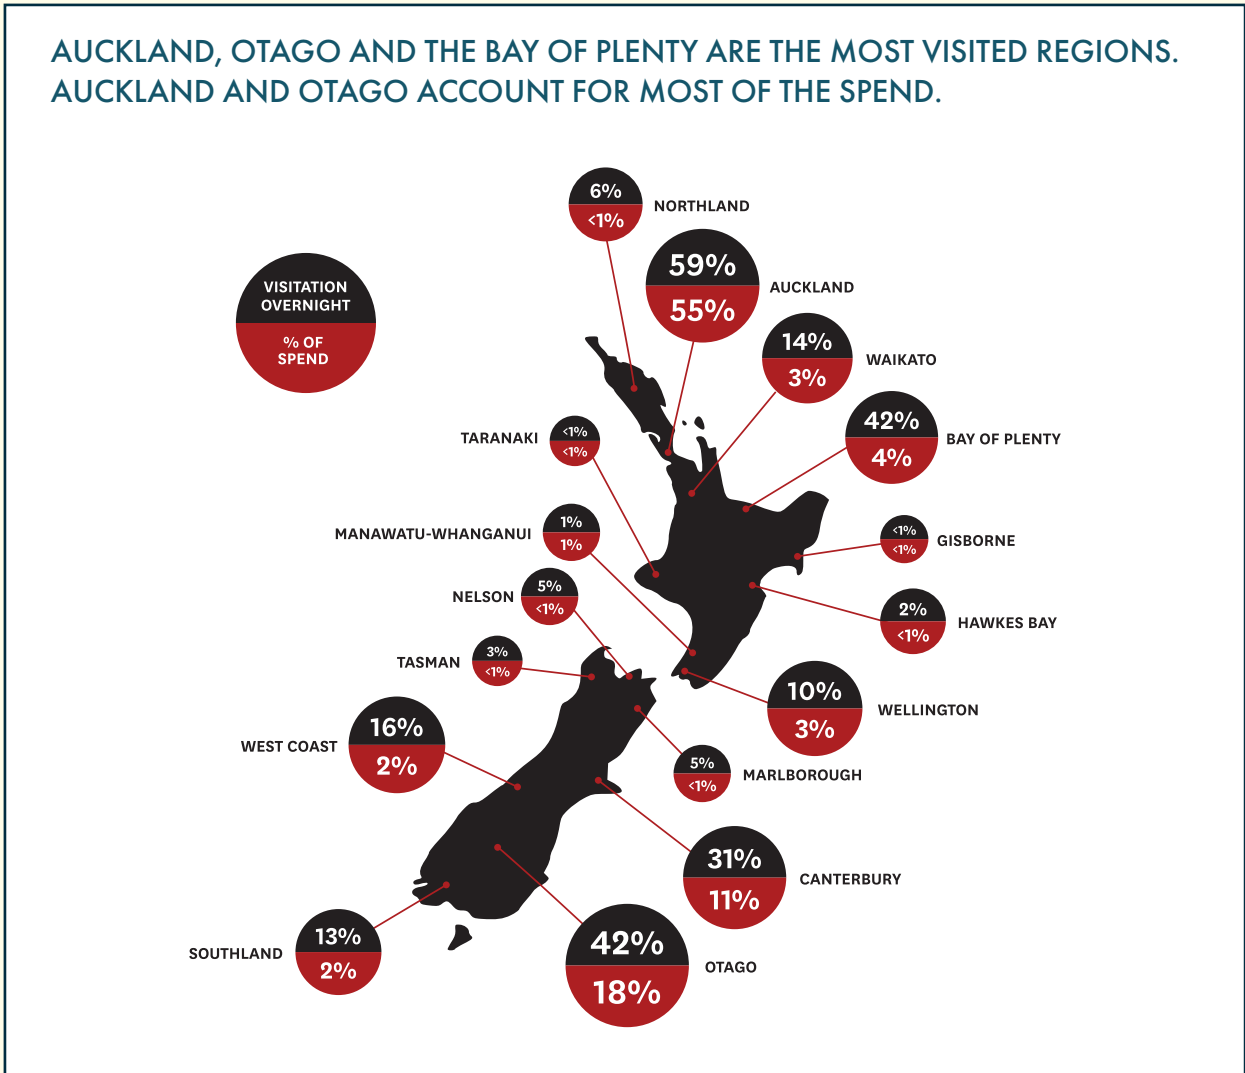 AUCKLAND, OTAGO AND THE BAY OF PLENTY ARE THE MOST VISITED REGIONS.
AUCKLAND AND OTAGO ACCOUNT FOR MOST OF THE SPEND.
VISITATION
OVERNIGHT
% OF
SPEND
6%
<1%
NORTHLAND
59%
55%
AUCKLAND
14%
3%
WAIKATO
42%
4%
BAY OF PLENTY
TARANAKI
<1%
<1%
MANAWATU-WHANGANUI
1%
1%
<1%
<1%
GISBORNE
NELSON
5%
<1%
2%
<1%
HAWKES BAY
TASMAN
3%
<1%
10%
3%
WELLINGTON
WEST COAST
16%
2%
5%
<1%
MARLBOROUGH
31%
11%
CANTERBURY
SOUTHLAND
13%
2%
42%
18%
OTAGO